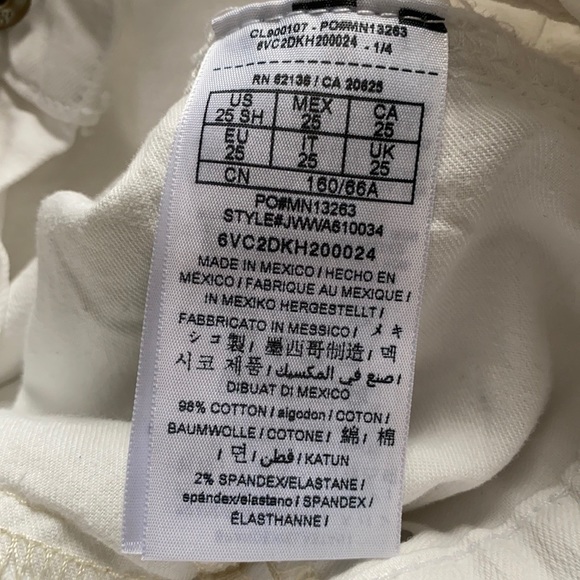 CL900107 - PO#MN13263
6VC2DKH200024 - 1/4
RN 62136 / CA 20625
US MEX CA
25 SH 25 25
EU IT UK
25 25 25
CN 160/66A
PO#MN13263
STYLE#JWWA610034
6VC2DKH200024
MADE IN MEXICO / HECHO EN
MÉXICO / FABRIQUE AU MEXIQUE /
IN MEXIKO HERGESTELLT /
FABBRICATO IN MESSICO / メキ
シコ 製 / 墨西哥制造 / 멕
시코 제품 / صنع في المكسيك /
DIBUAT DI MEXICO
98% COTTON / algodon / COTON /
BAUMWOLLE / COTONE / 綿 / 棉
/ 면 / قطن / KATUN
2% SPANDEX/ELASTANE /
spándex/elastano / SPANDEX /
ÉLASTHANNE /